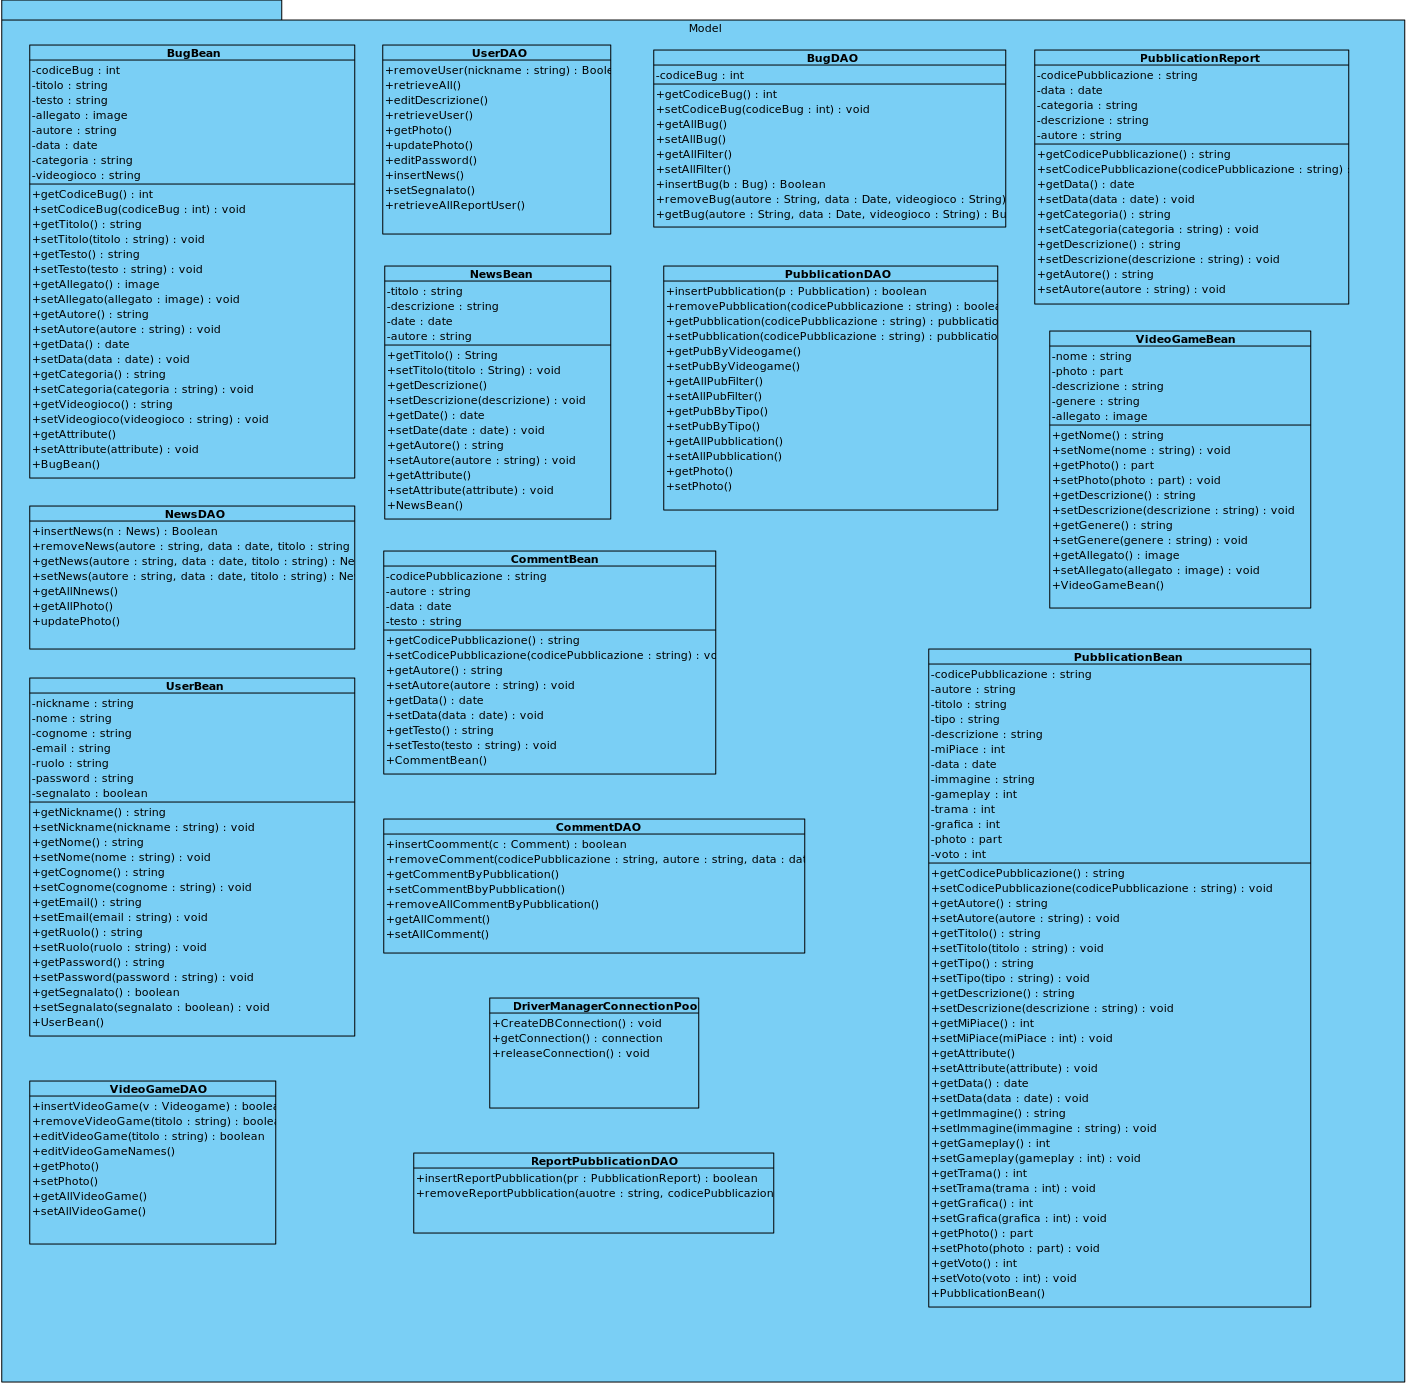 Model
BugBean
-codiceBug : int
-titolo : string
-testo : string
-allegato : image
-autore : string
-data : date
-categoria : string
-videogioco : string
+getCodiceBug() : int
+setCodiceBug(codiceBug : int) : void
+getTitolo() : string
+setTitolo(titolo : string) : void
+getTesto() : string
+setTesto(testo : string) : void
+getAllegato() : image
+setAllegato(allegato : image) : void
+getAutore() : string
+setAutore(autore : string) : void
+getData() : date
+setData(data : date) : void
+getCategoria() : string
+setCategoria(categoria : string) : void
+getVideogioco() : string
+setVideogioco(videogioco : string) : void
+getAttribute()
+setAttribute(attribute) : void
+BugBean()
UserDAO
+removeUser(nickname : string) : Boole
+retrieveAll()
+editDescrizione()
+retrieveUser()
+getPhoto()
+updatePhoto()
+editPassword()
+insertNews()
+setSegnalato()
+retrieveAllReportUser()
BugDAO
-codiceBug : int
+getCodiceBug() : int
+setCodiceBug(codiceBug : int) : void
+getAllBug()
+setAllBug()
+getAllFilter()
+setAllFilter()
+insertBug(b : Bug) : Boolean
+removeBug(autore : String, data : Date, videogioco : String)
+getBug(autore : String, data : Date, videogioco : String) : Bu
PubblicationReport
-codicePubblicazione : string
-data : date
-categoria : string
-descrizione : string
-autore : string
+getCodicePubblicazione() : string
+setCodicePubblicazione(codicePubblicazione : string)
+getData() : date
+setData(data : date) : void
+getCategoria() : string
+setCategoria(categoria : string) : void
+getDescrizione() : string
+setDescrizione(descrizione : string) : void
+getAutore() : string
+setAutore(autore : string) : void
NewsBean
-titolo : string
-descrizione : string
-date : date
-autore : string
+getTitolo() : String
+setTitolo(titolo : String) : void
+getDescrizione()
+setDescrizione(descrizione) : void
+getDate() : date
+setDate(date : date) : void
+getAutore() : string
+setAutore(autore : string) : void
+getAttribute()
+setAttribute(attribute) : void
+NewsBean()
PubblicationDAO
+insertPubblication(p : Pubblication) : boolean
+removePubblication(codicePubblicazione : string) : boolea
+getPubblication(codicePubblicazione : string) : pubblicatio
+setPubblication(codicePubblicazione : string) : pubblicatio
+getPubByVideogame()
+setPubByVideogame()
+getAllPubFilter()
+setAllPubFilter()
+getPubBbyTipo()
+setPubByTipo()
+getAllPubblication()
+setAllPubblication()
+getPhoto()
+setPhoto()
VideoGameBean
-nome : string
-photo : part
-descrizione : string
-genere : string
-allegato : image
+getNome() : string
+setNome(nome : string) : void
+getPhoto() : part
+setPhoto(photo : part) : void
+getDescrizione() : string
+setDescrizione(descrizione : string) : void
+getGenere() : string
+setGenere(genere : string) : void
+getAllegato() : image
+setAllegato(allegato : image) : void
+VideoGameBean()
NewsDAO
+insertNews(n : News) : Boolean
+removeNews(autore : string, data : date, titolo : string
+getNews(autore : string, data : date, titolo : string) : Ne
+setNews(autore : string, data : date, titolo : string) : Ne
+getAllNnews()
+getAllPhoto()
+updatePhoto()
CommentBean
-codicePubblicazione : string
-autore : string
-data : date
-testo : string
+getCodicePubblicazione() : string
+setCodicePubblicazione(codicePubblicazione : string) : vo
+getAutore() : string
+setAutore(autore : string) : void
+getData() : date
+setData(data : date) : void
+getTesto() : string
+setTesto(testo : string) : void
+CommentBean()
UserBean
-nickname : string
-nome : string
-cognome : string
-email : string
-ruolo : string
-password : string
-segnalato : boolean
+getNickname() : string
+setNickname(nickname : string) : void
+getNome() : string
+setNome(nome : string) : void
+getCognome() : string
+setCognome(cognome : string) : void
+getEmail() : string
+setEmail(email : string) : void
+getRuolo() : string
+setRuolo(ruolo : string) : void
+getPassword() : string
+setPassword(password : string) : void
+getSegnalato() : boolean
+setSegnalato(segnalato : boolean) : void
+UserBean()
PubblicationBean
-codicePubblicazione : string
-autore : string
-titolo : string
-tipo : string
-descrizione : string
-miPiace : int
-data : date
-immagine : string
-gameplay : int
-trama : int
-grafica : int
-photo : part
-voto : int
+getCodicePubblicazione() : string
+setCodicePubblicazione(codicePubblicazione : string) : void
+getAutore() : string
+setAutore(autore : string) : void
+getTitolo() : string
+setTitolo(titolo : string) : void
+getTipo() : string
+setTipo(tipo : string) : void
+getDescrizione() : string
+setDescrizione(descrizione : string) : void
+getMiPiace() : int
+setMiPiace(miPiace : int) : void
+getAttribute()
+setAttribute(attribute) : void
+getData() : date
+setData(data : date) : void
+getImmagine() : string
+setImmagine(immagine : string) : void
+getGameplay() : int
+setGameplay(gameplay : int) : void
+getTrama() : int
+setTrama(trama : int) : void
+getGrafica() : int
+setGrafica(grafica : int) : void
+getPhoto() : part
+setPhoto(photo : part) : void
+getVoto() : int
+setVoto(voto : int) : void
+PubblicationBean()
CommentDAO
+insertCoomment(c : Comment) : boolean
+removeComment(codicePubblicazione : string, autore : string, data : dat
+getCommentByPubblication()
+setCommentBbyPubblication()
+removeAllCommentByPubblication()
+getAllComment()
+setAllComment()
DriverManagerConnectionPoo
+CreateDBConnection() : void
+getConnection() : connection
+releaseConnection() : void
VideoGameDAO
+insertVideoGame(v : Videogame) : boolea
+removeVideoGame(titolo : string) : boolea
+editVideoGame(titolo : string) : boolean
+editVideoGameNames()
+getPhoto()
+setPhoto()
+getAllVideoGame()
+setAllVideoGame()
ReportPubblicationDAO
+insertReportPubblication(pr : PubblicationReport) : boolean
+removeReportPubblication(auotre : string, codicePubblicazion